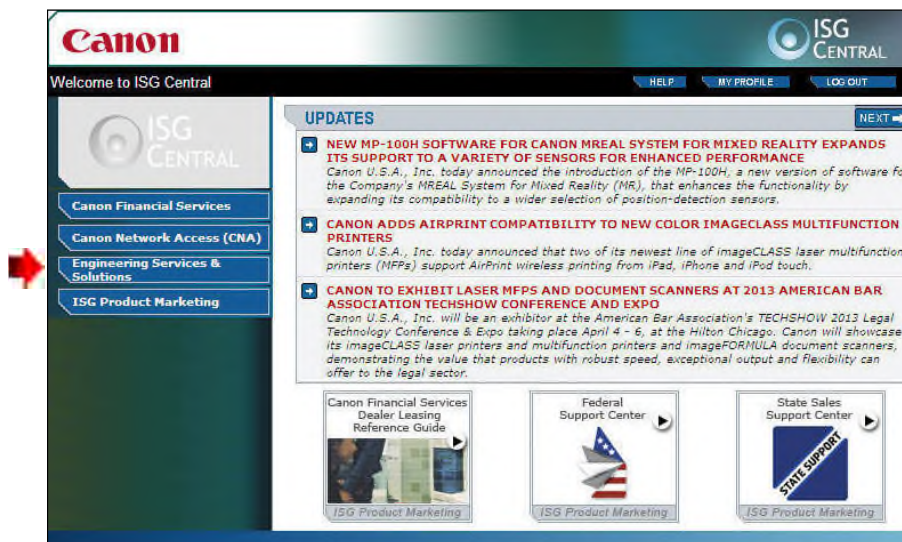 Canon
ISG
CENTRAL
Welcome to ISG Central
HELP
MY PROFILE
LOG OUT
ISG
CENTRAL
Canon Financial Services
Canon Network Access (CNA)
Engineering Services &
Solutions
ISG Product Marketing
UPDATES
NEXT
NEW MP-100H SOFTWARE FOR CANON MREAL SYSTEM FOR MIXED REALITY EXPANDS
ITS SUPPORT TO A VARIETY OF SENSORS FOR ENHANCED PERFORMANCE
Canon U.S.A., Inc. today announced the introduction of the MP-100H, a new version of software fo
the Company's MREAL System for Mixed Reality (MR), that enhances the functionality by
expanding its compatibility to a wider selection of position-detection sensors.
CANON ADDS AIRPRINT COMPATIBILITY TO NEW COLOR IMAGECLASS MULTIFUNCTION
PRINTERS
Canon U.S.A., Inc. today announced that two of its newest line of imageCLASS laser multifunction
printers (MFPs) support AirPrint wireless printing from iPad, iPhone and iPod touch.
CANON TO EXHIBIT LASER MFPS AND DOCUMENT SCANNERS AT 2013 AMERICAN BAR
ASSOCIATION TECHSHOW CONFERENCE AND EXPO
Canon U.S.A., Inc. will be an exhibitor at the American Bar Association's TECHSHOW 2013 Legal
Technology Conference & Expo taking place April 4 - 6, at the Hilton Chicago. Canon will showcase
its imageCLASS laser printers and multifunction printers and imageFORMULA document scanners,
demonstrating the value that products with robust speed, exceptional output and flexibility can
offer to the legal sector.
Canon Financial Services
Dealer Leasing
Reference Guide
ISG Product Marketing
Federal
Support Center
ISG Product Marketing
State Sales
Support Center
STATE SUPPORT
ISG Product Marketing